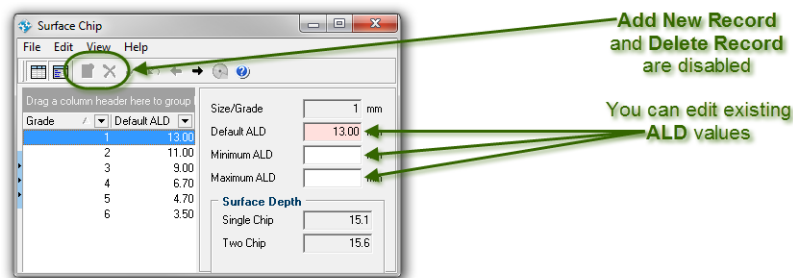 Surface Chip
File Edit View Help
Drag a column header here to group
Grade Default ALD
1 13.00
2 11.00
3 9.00
4 6.70
5 4.70
6 3.50
Size/Grade 1 mm
Default ALD 13.00
Minimum ALD
Maximum ALD mm
Surface Depth
Single Chip 15.1
Two Chip 15.6
Add New Record
and Delete Record
are disabled
You can edit existing
ALD values